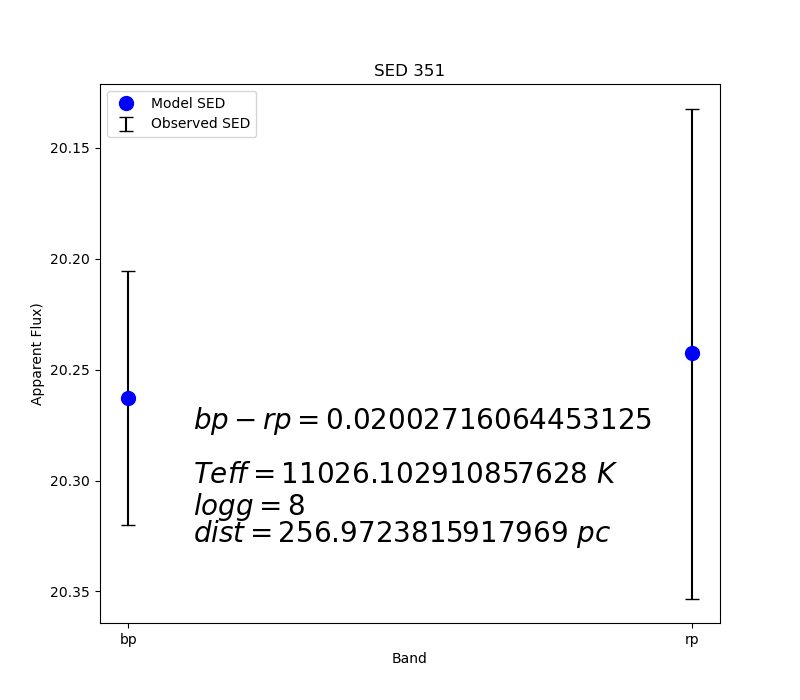 SED 351
Model SED
Observed SED
20.15
20.20
20.25
20.30
20.35
Apparent Flux)
bp − rp = 0.02002716064453125
Teff = 11026.102910857628 K
logg = 8
dist = 256.9723815917969 pc
bp
rp
Band